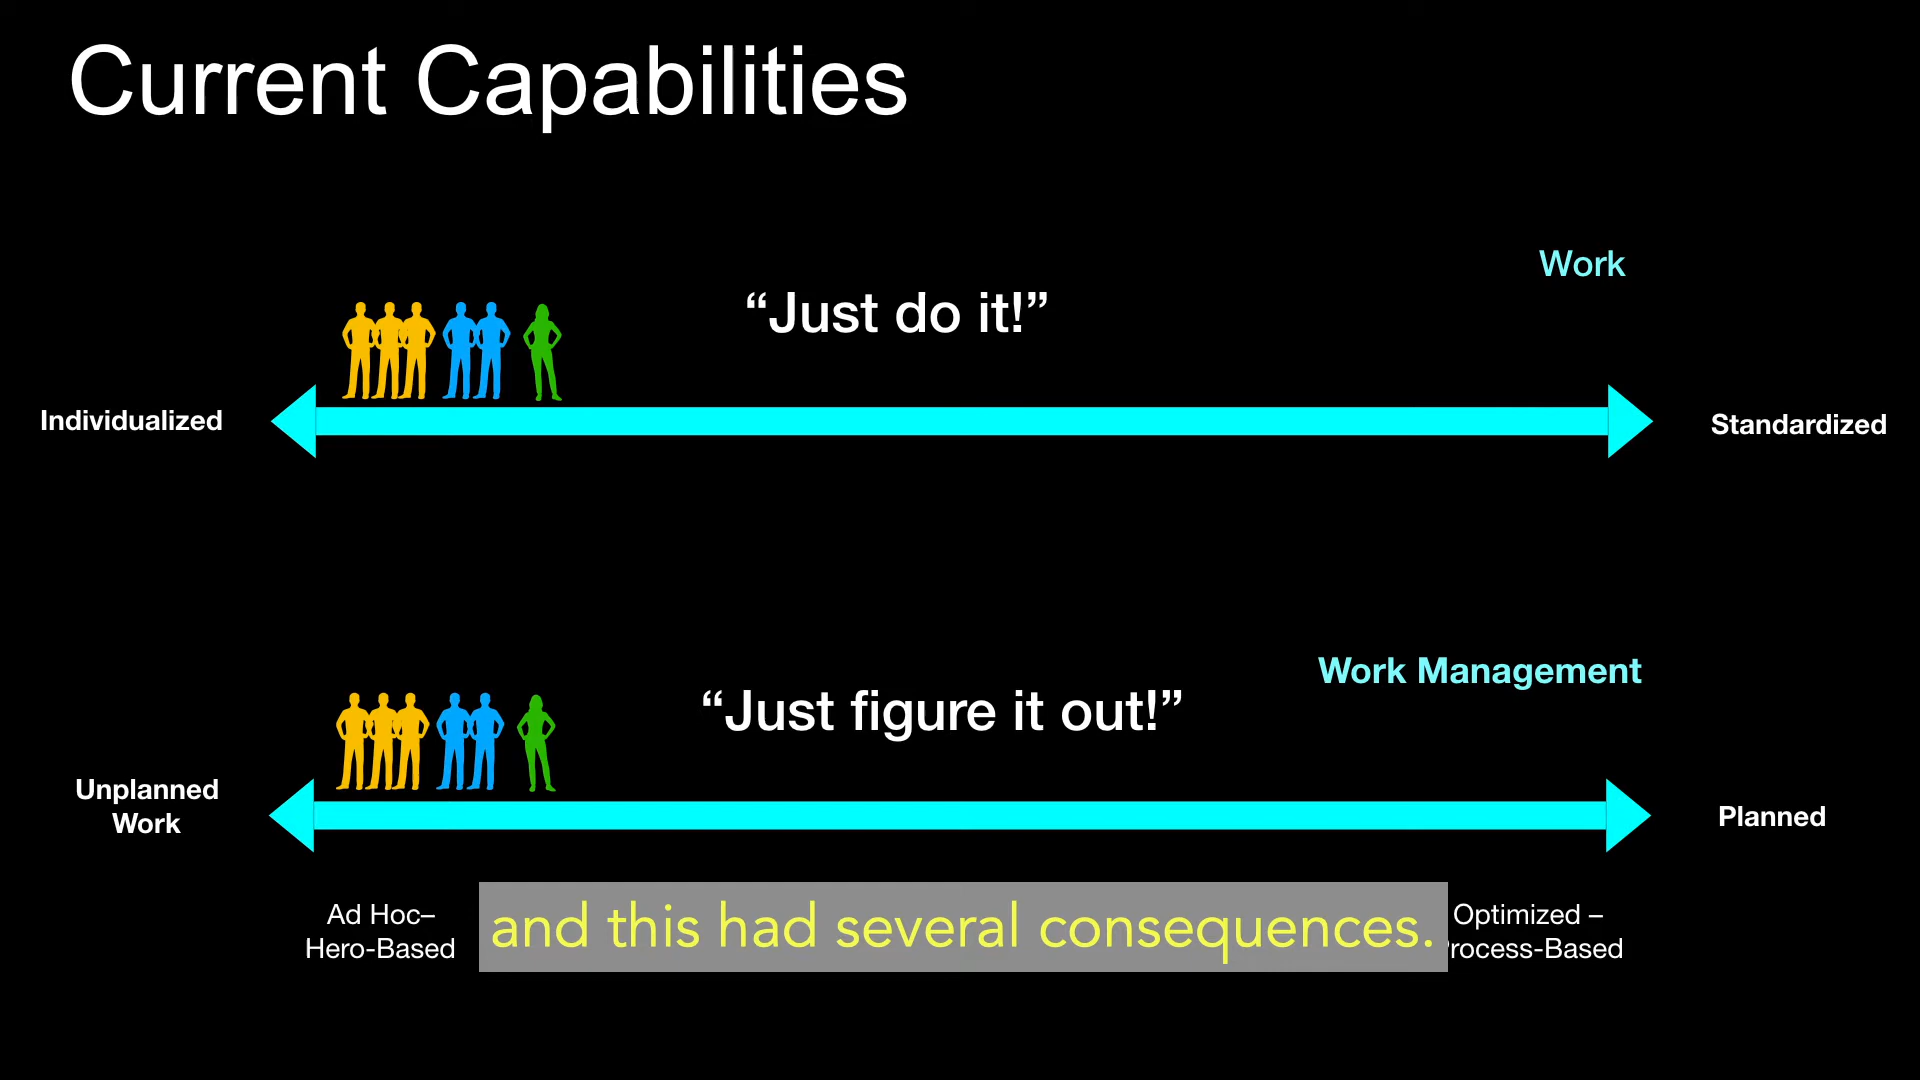 Current Capabilities
Work
“Just do it!”
Individualized
Standardized
Work Management
“Just figure it out!”
Unplanned
Work
Planned
Ad Hoc–
Hero-Based
and this had several consequences.
Optimized –
rocess-Based